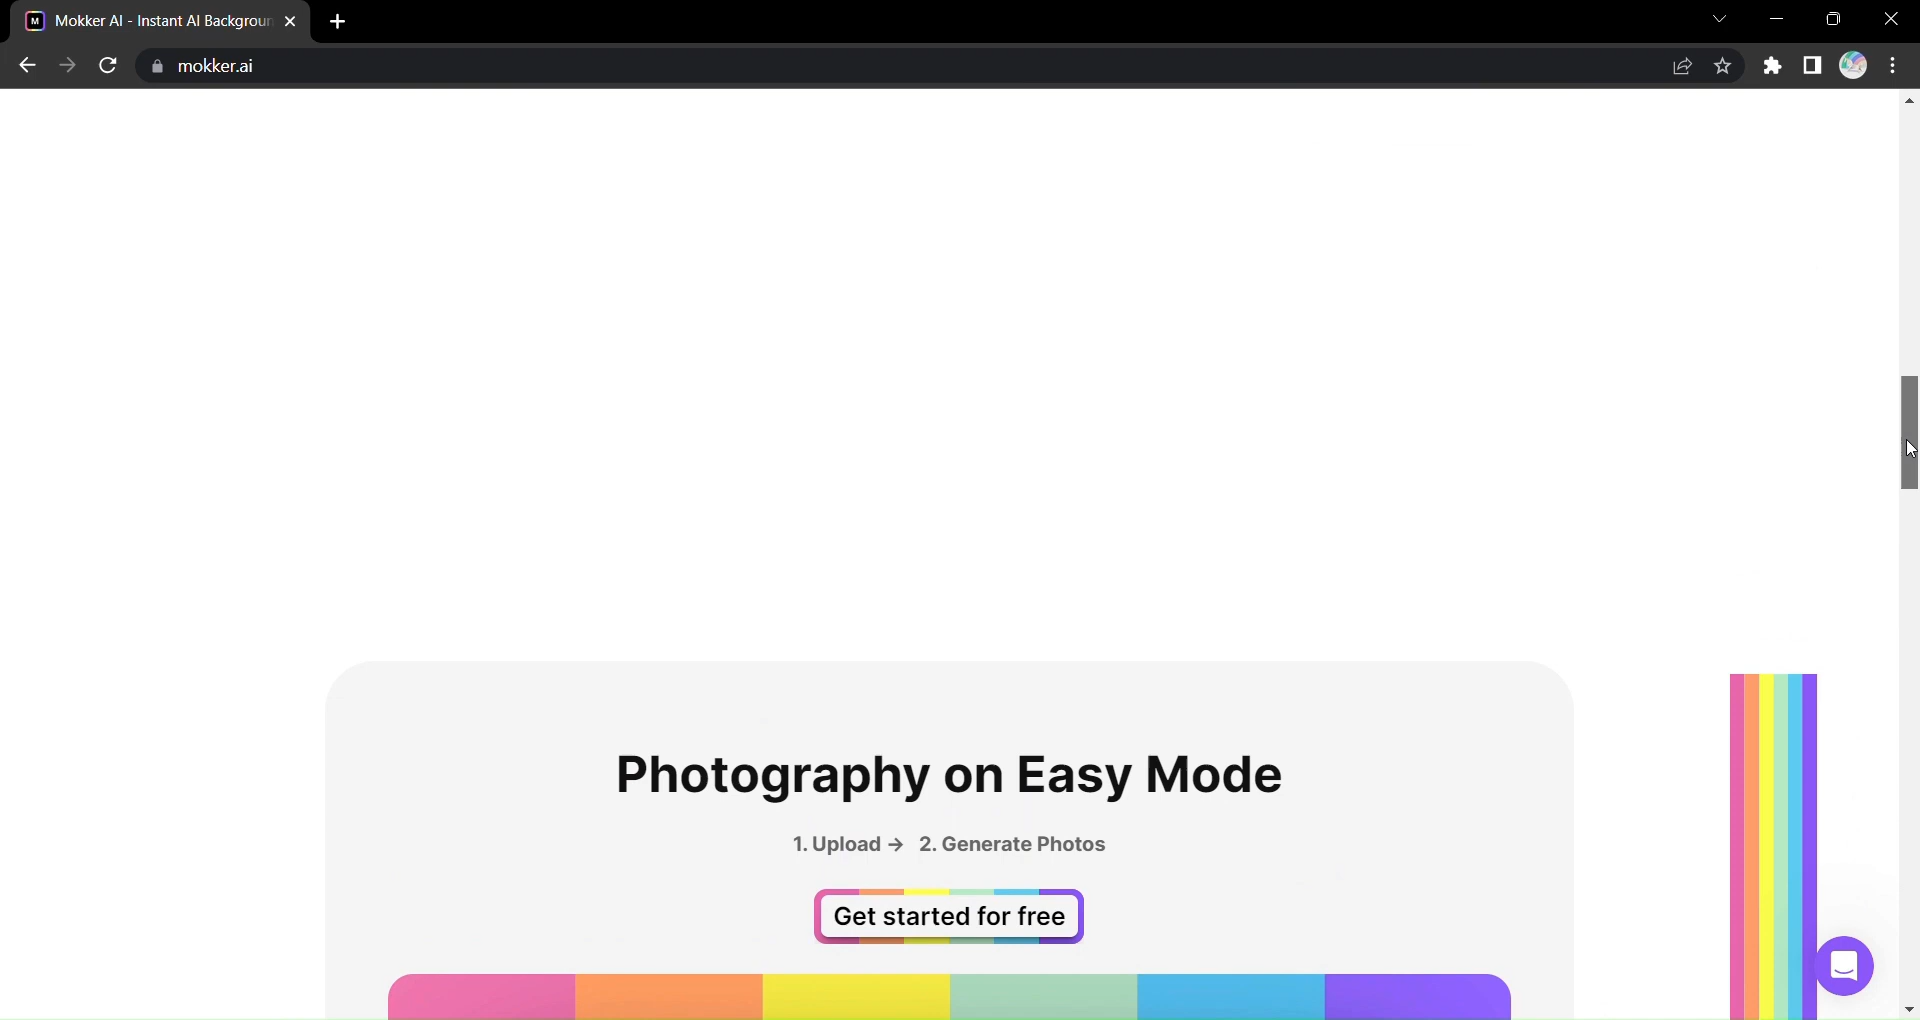 M
Mokker AI - Instant AI Backgroun
mokker.ai
Photography on Easy Mode
1. Upload → 2. Generate Photos
Get started for free